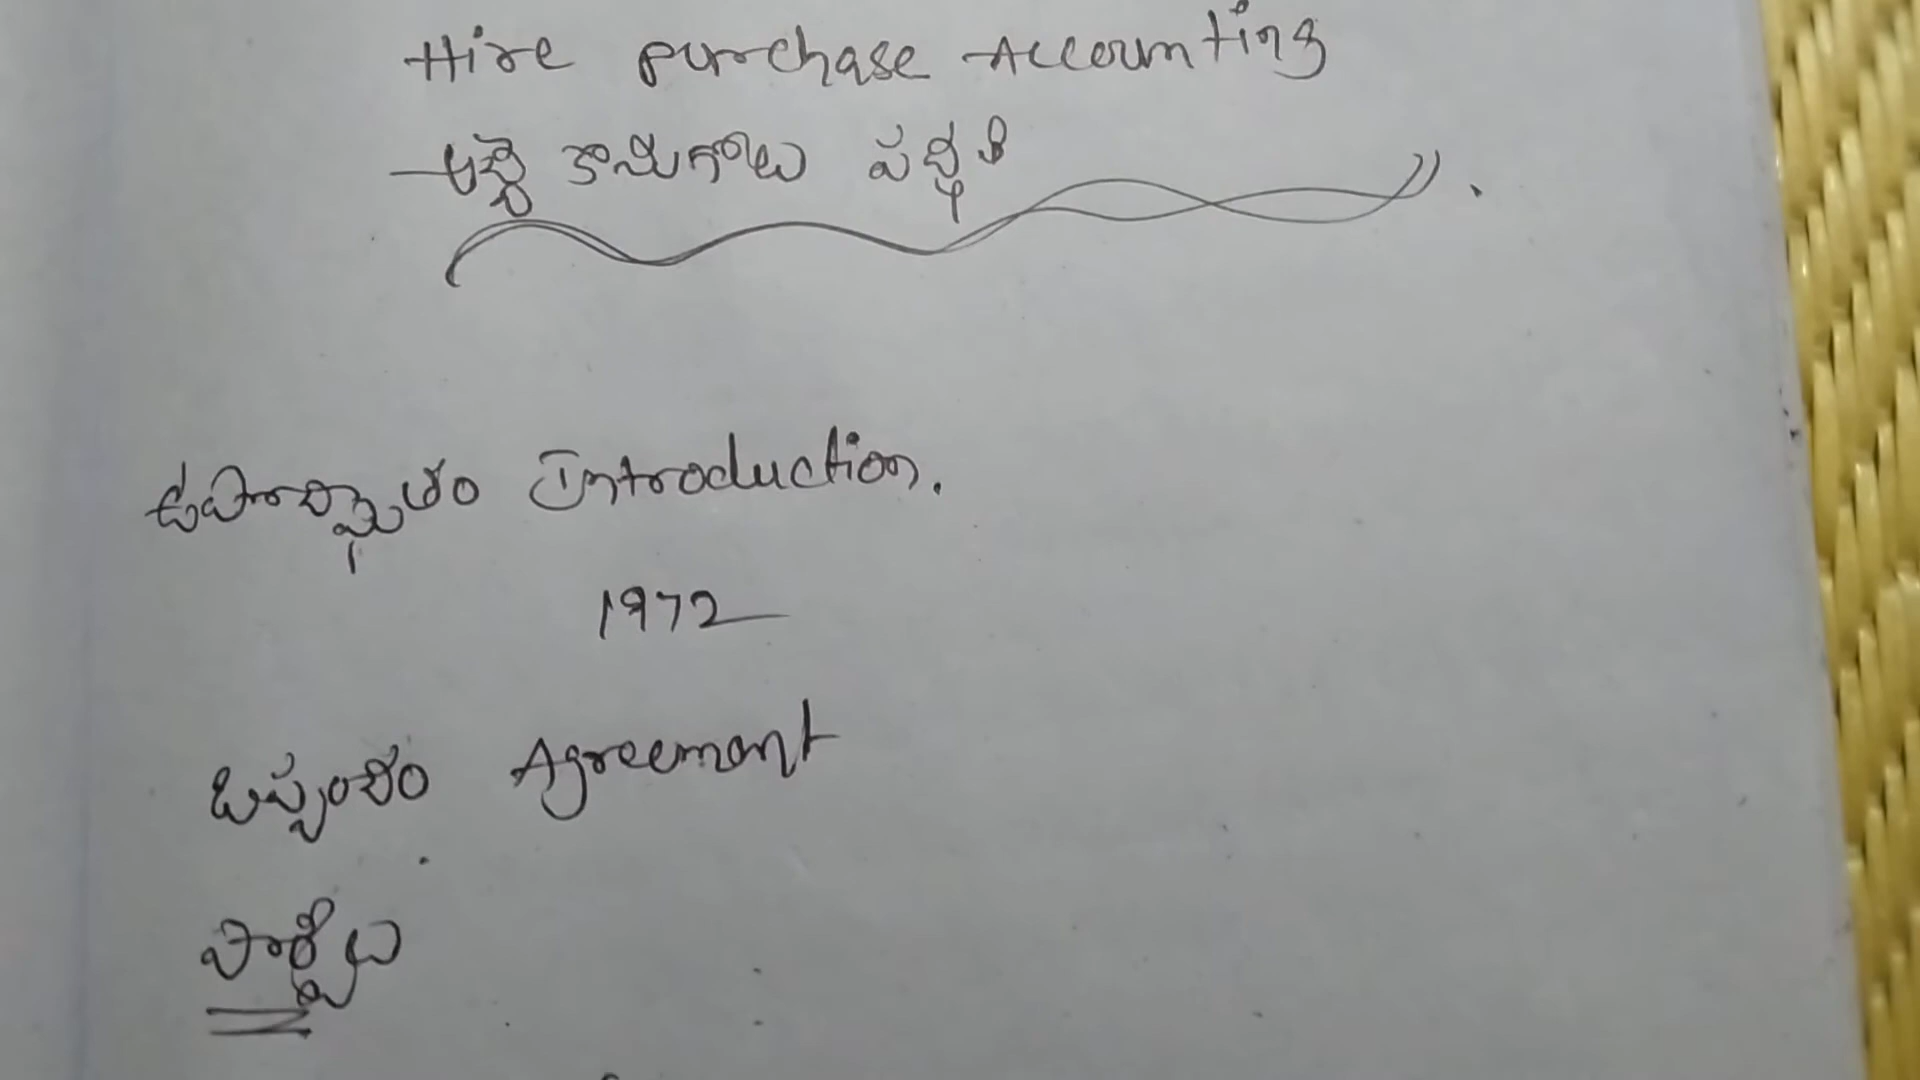 Hire purchase Accounting
అద్దె కొనుగోలు పద్ధతి
ఉపోద్ఘాతం Introduction.
1972
ఒప్పందం Agreement